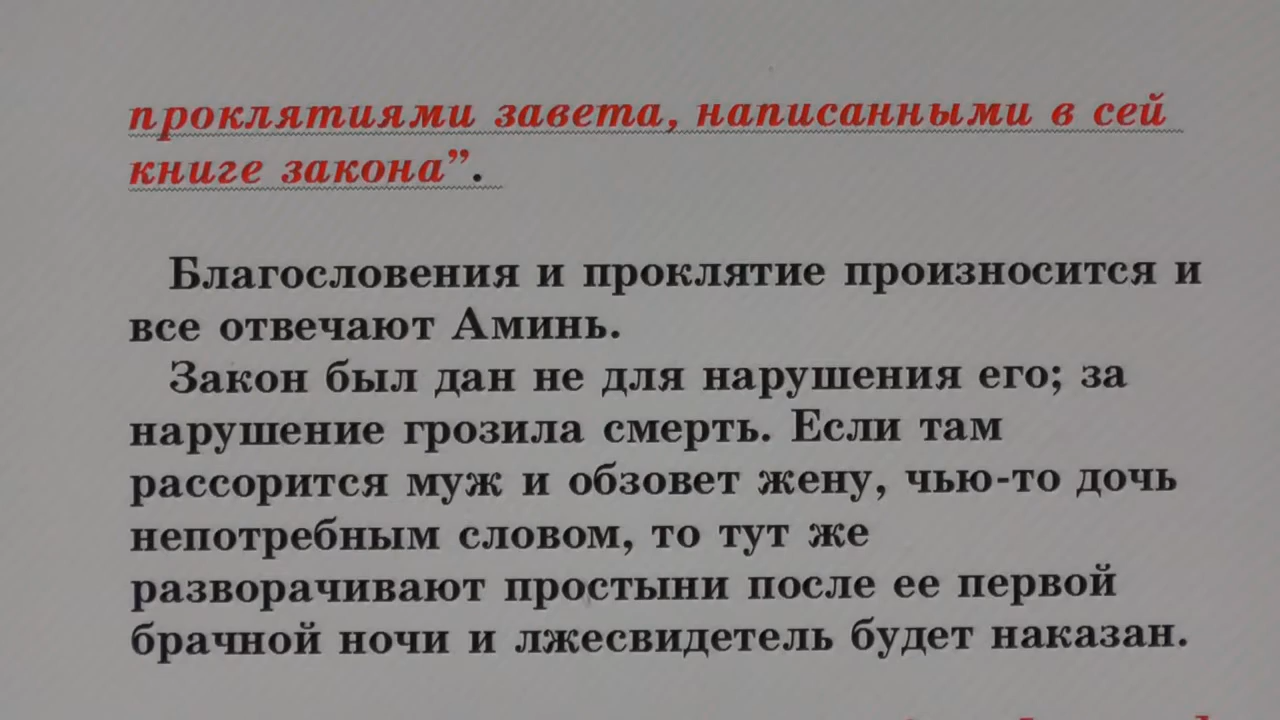 проклятиями завета, написанными в сей
книге закона”.
Благословения и проклятие произносится и
все отвечают Аминь.
Закон был дан не для нарушения его; за
нарушение грозила смерть. Если там
рассорится муж и обзовет жену, чью-то дочь
непотребным словом, то тут же
разворачивают простыни после ее первой
брачной ночи и лжесвидетель будет наказан.